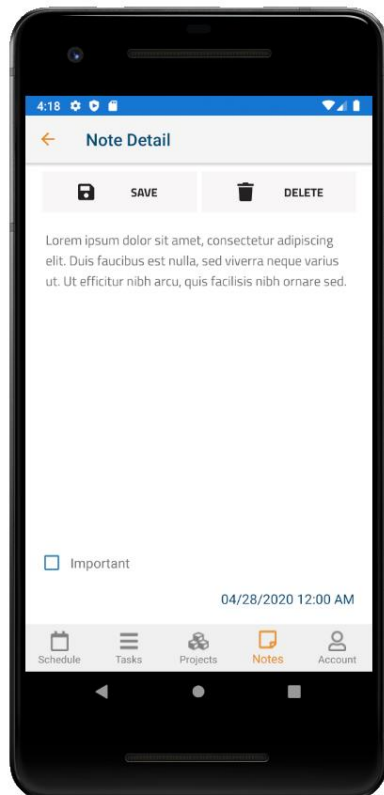 4:18
Note Detail
SAVE DELETE
Lorem ipsum dolor sit amet, consectetur adipiscing
elit. Duis faucibus est nulla, sed viverra neque varius
ut. Ut efficitur nibh arcu, quis facilisis nibh ornare sed.
Important
04/28/2020 12:00 AM
Schedule Tasks Projects Notes Account